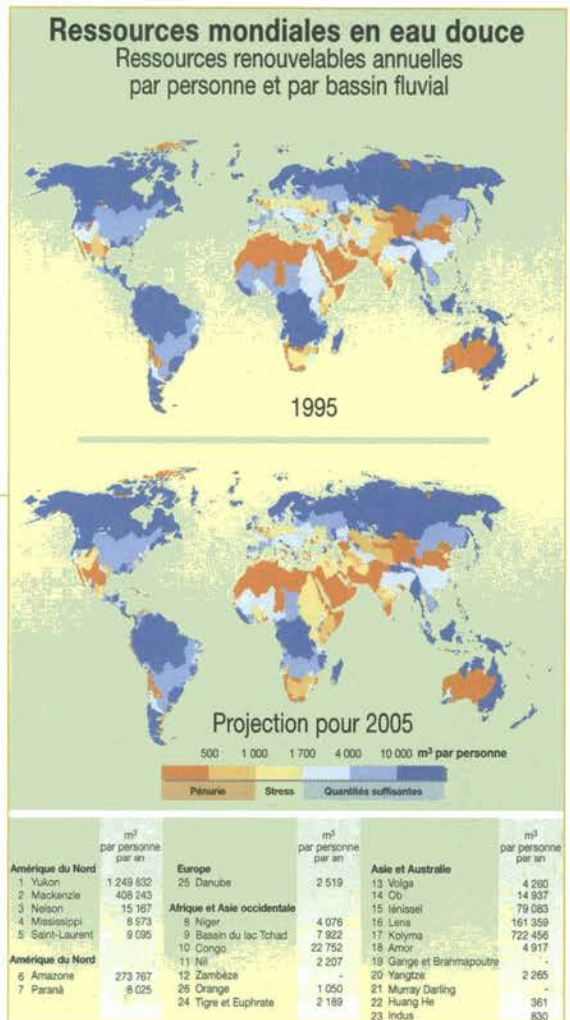 Ressources mondiales en eau douce
Ressources renouvelables annuelles
par personne et par bassin fluvial
1995
Projection pour 2005
500 1 000 1 700 4 000 10 000 m³ par personne
Pénurie Stress Quantités suffisantes
m³
par personne
par an
Amérique du Nord
1 Yukon 1 249 832
2 Mackenzie 408 243
3 Nelson 15 167
4 Mississippi 8 973
5 Saint-Laurent 9 095
Amérique du Nord
6 Amazone 273 767
7 Paranà 8 025
m³
par personne
par an
Europe
25 Danube 2 519
Afrique et Asie occidentale
8 Niger 4 076
9 Bassin du lac Tchad 7 922
10 Congo 22 752
11 Nil 2 207
12 Zambèze -
26 Orange 1 050
24 Tigre et Euphrate 2 189
m³
par personne
par an
Asie et Australie
13 Volga 4 260
14 Ob 14 937
15 Iénissei 79 083
16 Lena 161 359
17 Kolyma 722 456
18 Amor 4 917
19 Gange et Brahmapoutre -
20 Yangtze 2 265
21 Murray Darling -
22 Huang He 361
23 Indus 830